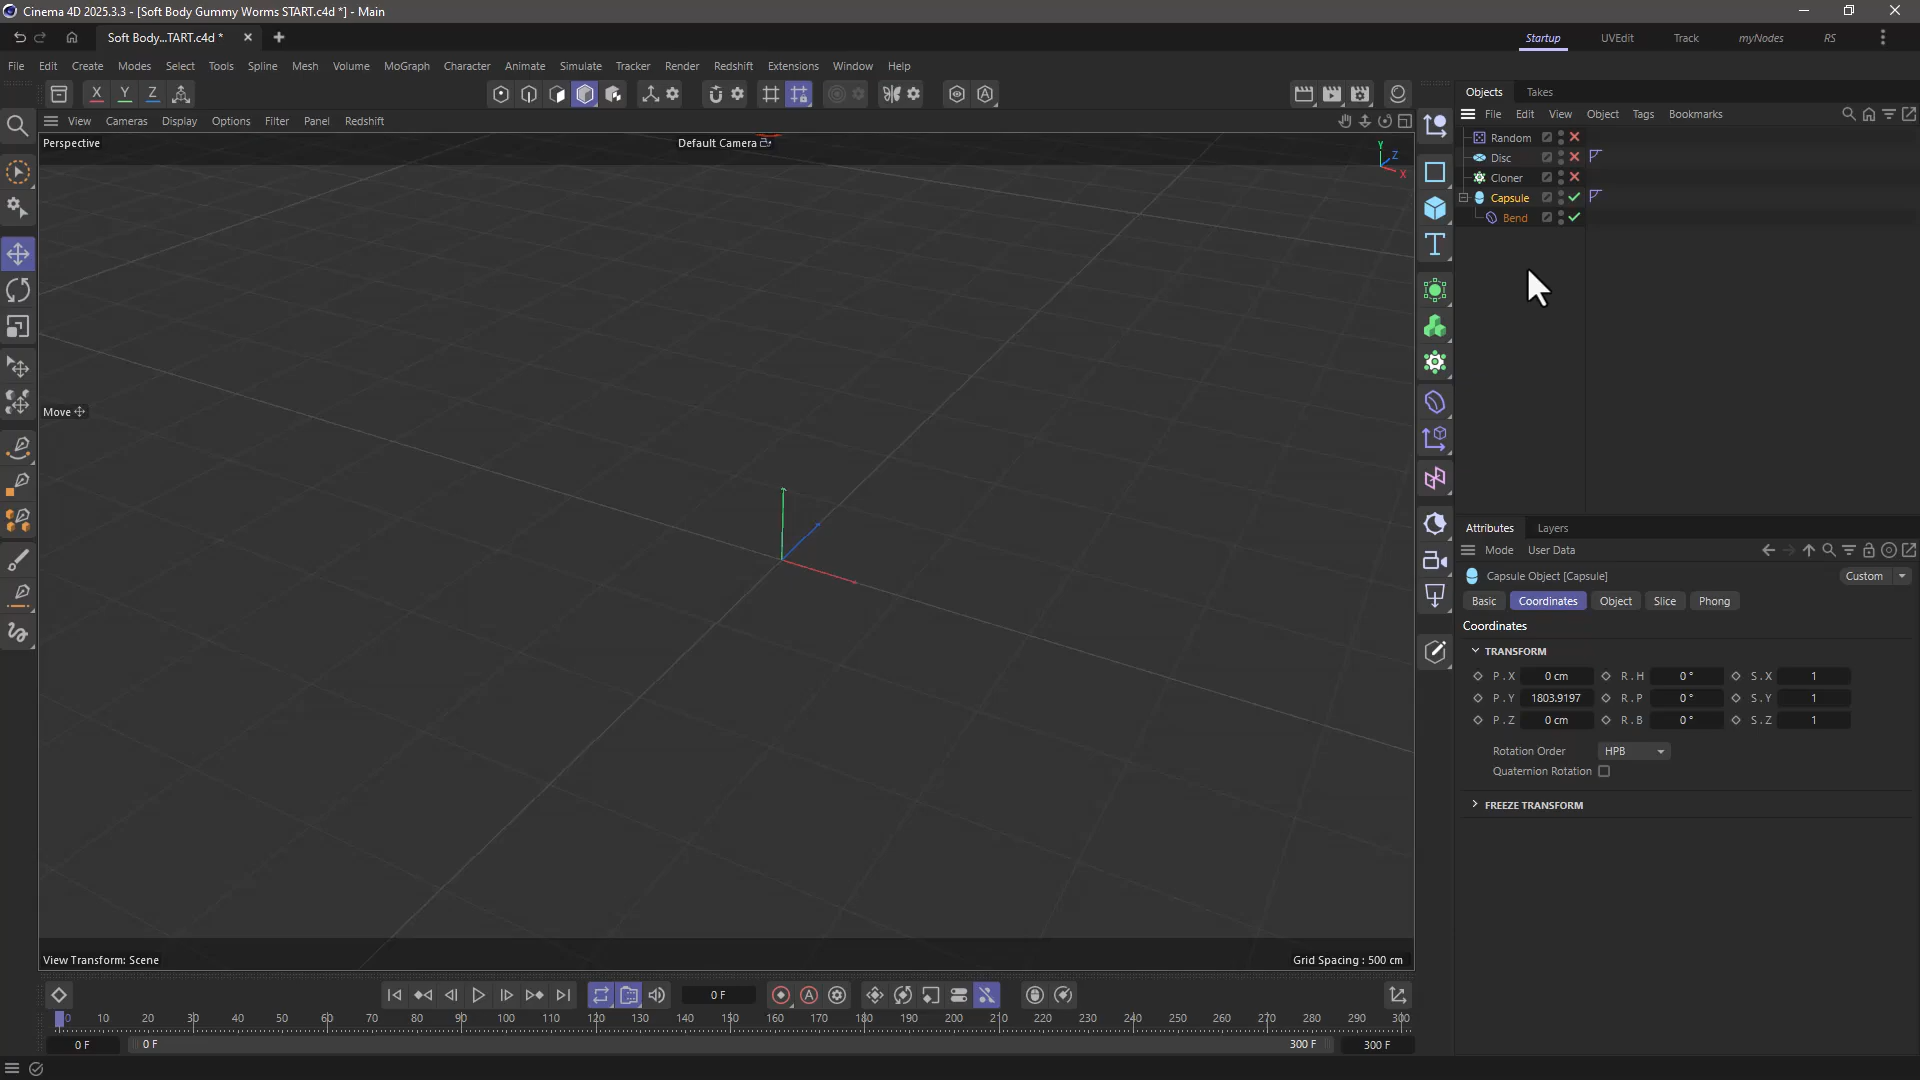 Cinema 4D 2025.3.3 - [Soft Body Gummy Worms START.c4d *] - Main
Soft Body...TART.c4d *
Startup
UVEdit
Track
myNodes
RS
File Edit Create Modes Select Tools Spline Mesh Volume MoGraph Character Animate Simulate Tracker Render Redshift Extensions Window Help
X Y Z
Objects Takes
View Cameras Display Options Filter Panel Redshift
File Edit View Object Tags Bookmarks
Perspective
Default Camera
Y
Z
X
Random
Disc
Cloner
Capsule
Bend
Move
Attributes Layers
Mode User Data
Capsule Object [Capsule]
Custom
Basic Coordinates Object Slice Phong
Coordinates
TRANSFORM
P.X 0 cm R.H 0° S.X 1
P.Y 1803.9197 R.P 0° S.Y 1
P.Z 0 cm R.B 0° S.Z 1
Rotation Order HPB
Quaternion Rotation
FREEZE TRANSFORM
View Transform: Scene
Grid Spacing : 500 cm
0 F
0 10 20 30 40 50 60 70 80 90 100 110 120 130 140 150 160 170 180 190 200 210 220 230 240 250 260 270 280 290 300
0 F
0 F
300 F
300 F